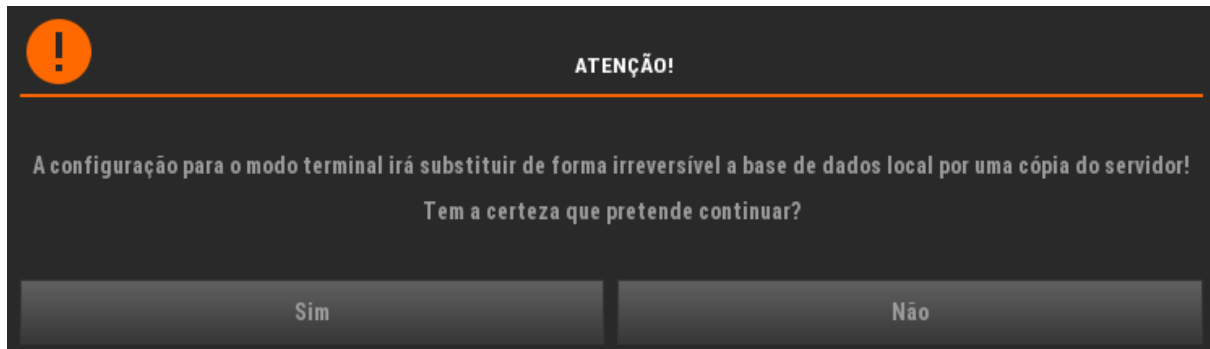 ATENÇÃO!
A configuração para o modo terminal irá substituir de forma irreversível a base de dados local por uma cópia do servidor!
Tem a certeza que pretende continuar?
Sim
Não